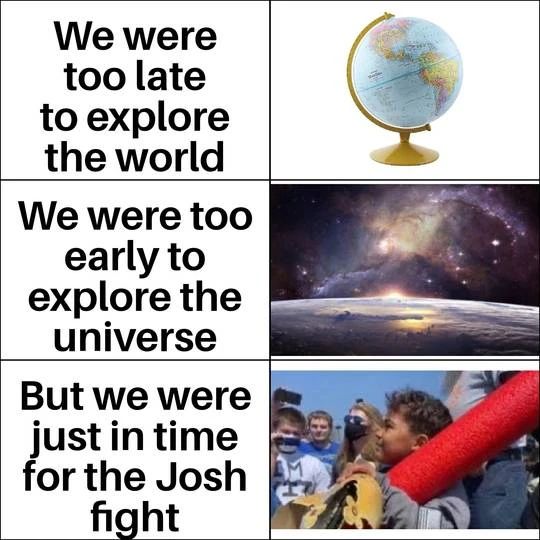 We were
too late
to explore
the world
We were too
early to
explore the
universe
But we were
just in time
for the Josh
fight
M
17